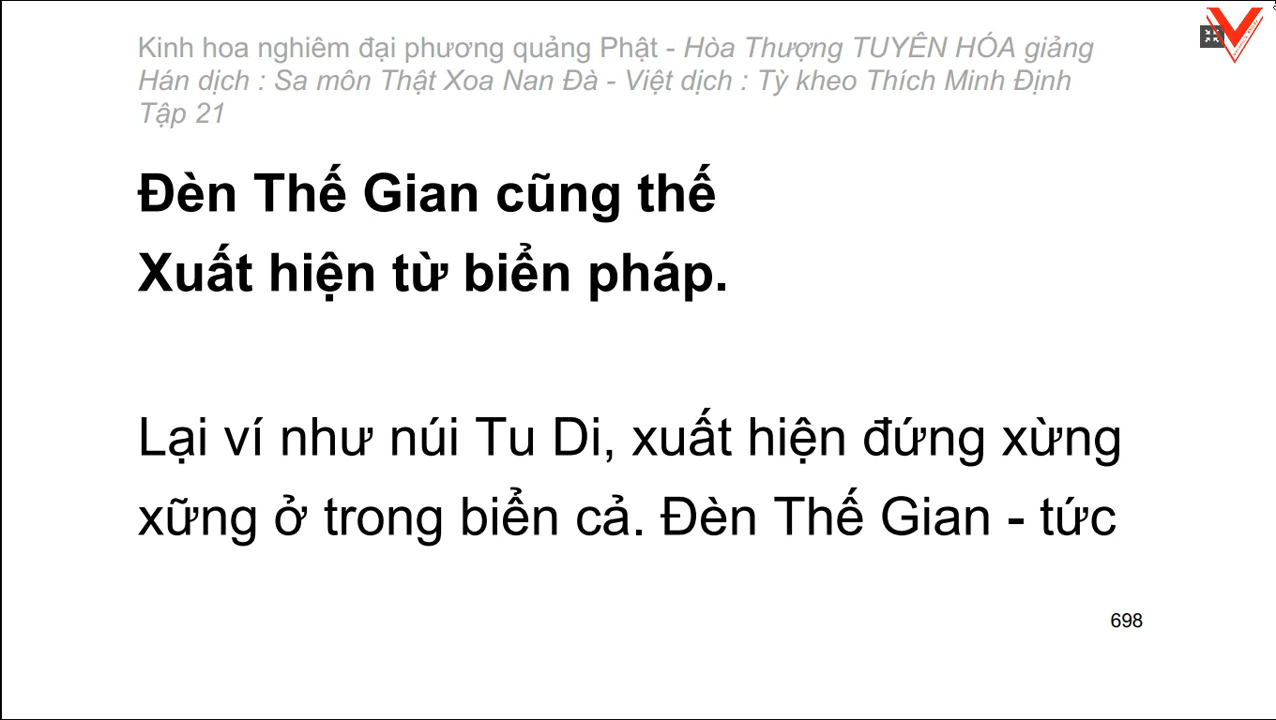 Kinh hoa nghiêm đại phương quảng Phật - Hòa Thượng TUYÊN HÓA giảng
Hán dịch : Sa môn Thật Xoa Nan Đà - Việt dịch : Tỳ kheo Thích Minh Định
Tập 21
Đèn Thế Gian cũng thế
Xuất hiện từ biển pháp.
Lại ví như núi Tu Di, xuất hiện đứng xừng
xững ở trong biển cả. Đèn Thế Gian - tức
698